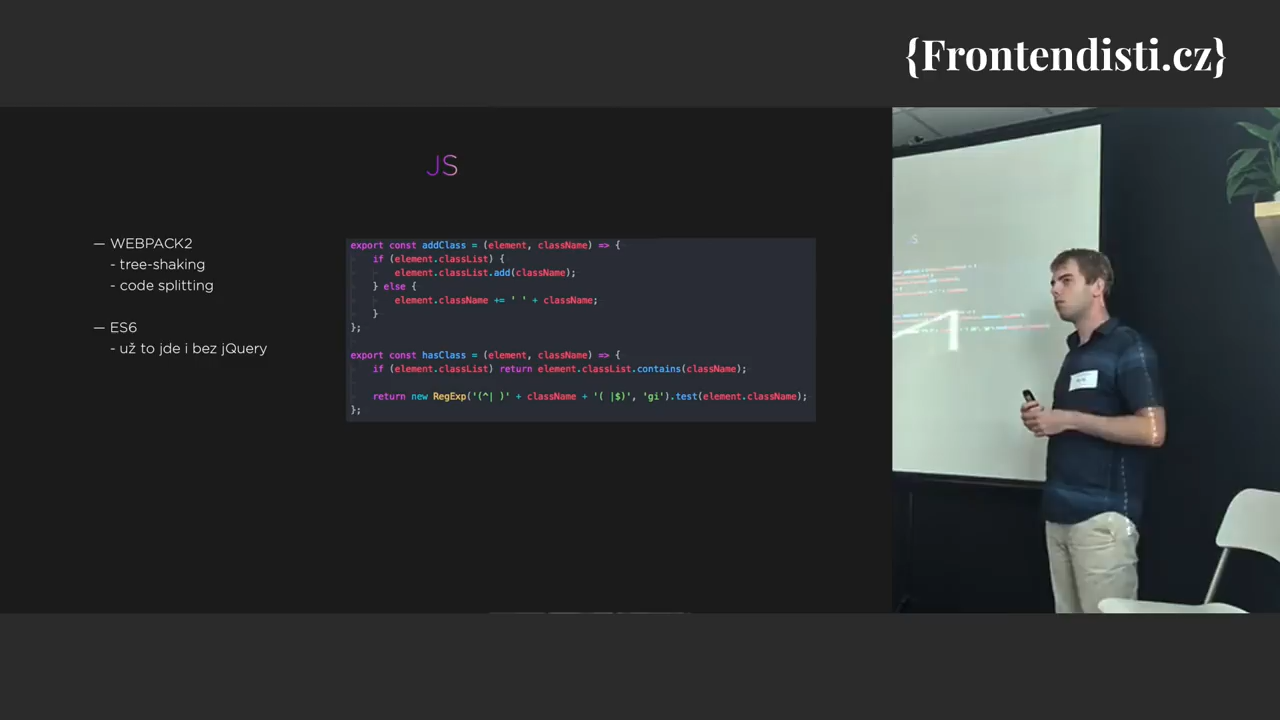 {Frontendisti.cz}
JS
— WEBPACK2
- tree-shaking
- code splitting
— ES6
- už to jde i bez jQuery
export const addClass = (element, className) => {
if (element.classList) {
element.classList.add(className);
} else {
element.className += ' ' + className;
}
};
export const hasClass = (element, className) => {
if (element.classList) return element.classList.contains(className);
return new RegExp('(^| )' + className + '( |$)', 'gi').test(element.className);
};
JS